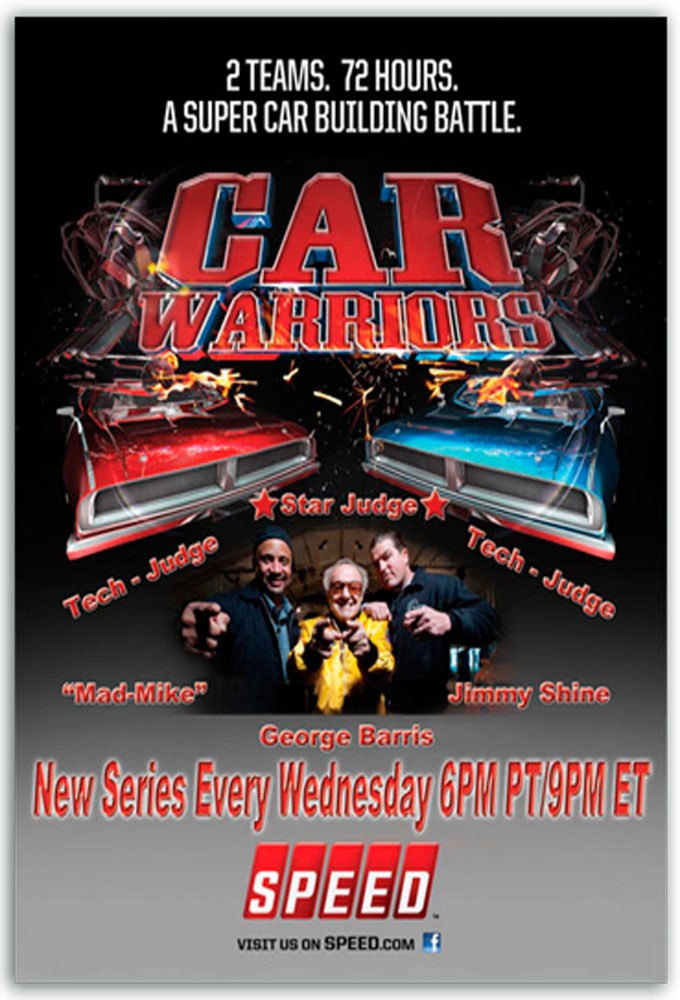 2 TEAMS. 72 HOURS.
A SUPER CAR BUILDING BATTLE.
CAR
WARRIORS
Star Judge
Tech - Judge
Tech - Judge
"Mad-Mike"
Jimmy Shine
George Barris
New Series Every Wednesday 6PM PT/9PM ET
SPEED™
VISIT US ON SPEED.COM f